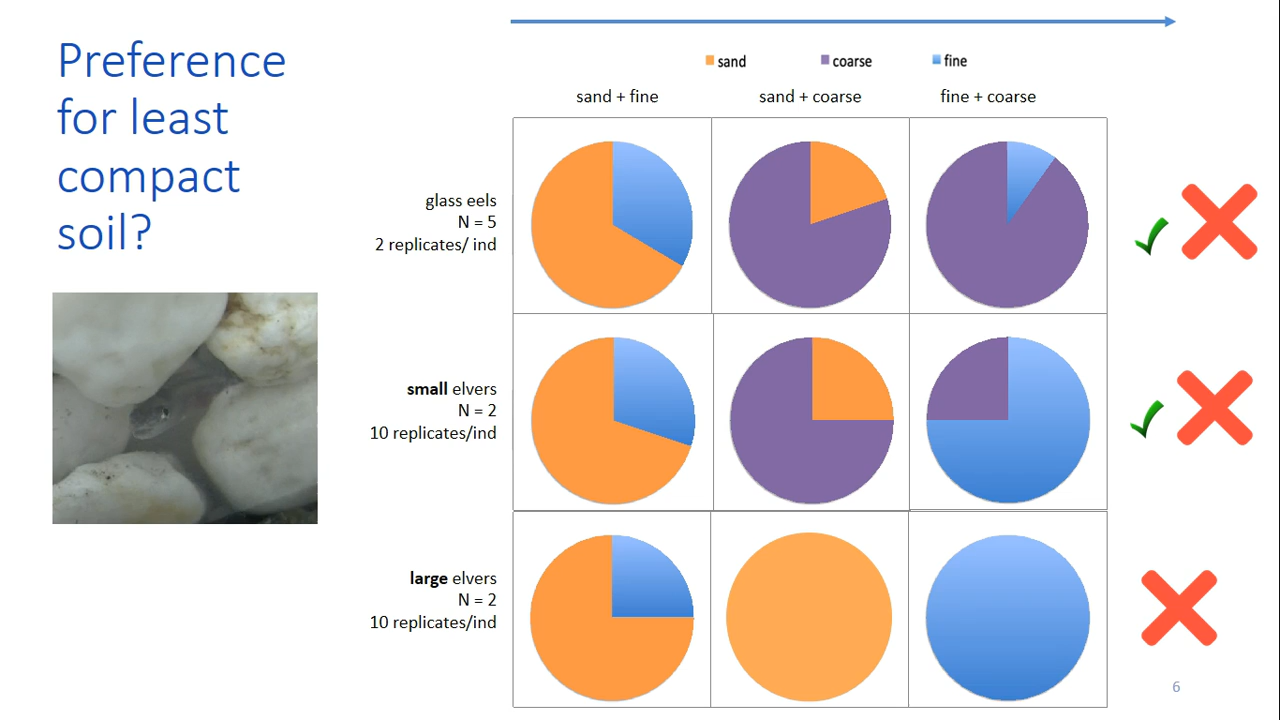 Preference
for least
compact
soil?
sand coarse fine
sand + fine sand + coarse fine + coarse
glass eels
N = 5
2 replicates/ ind
small elvers
N = 2
10 replicates/ind
large elvers
N = 2
10 replicates/ind
6